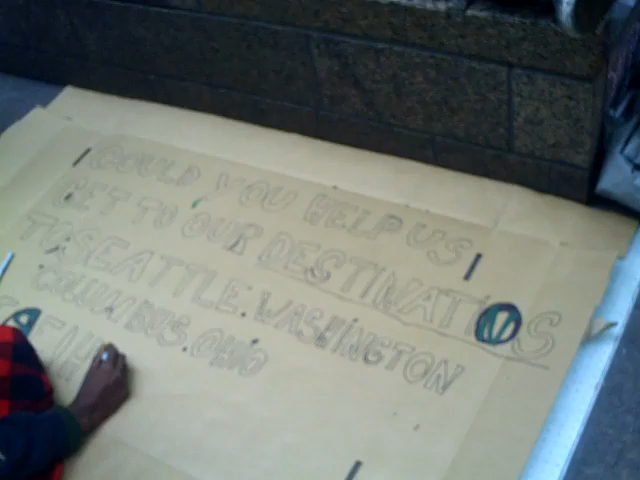 COULD YOU HELP US
GET TO OUR DESTINATIONS
TO SEATTLE.WASHINGTON
COLUMBUS.OHIO